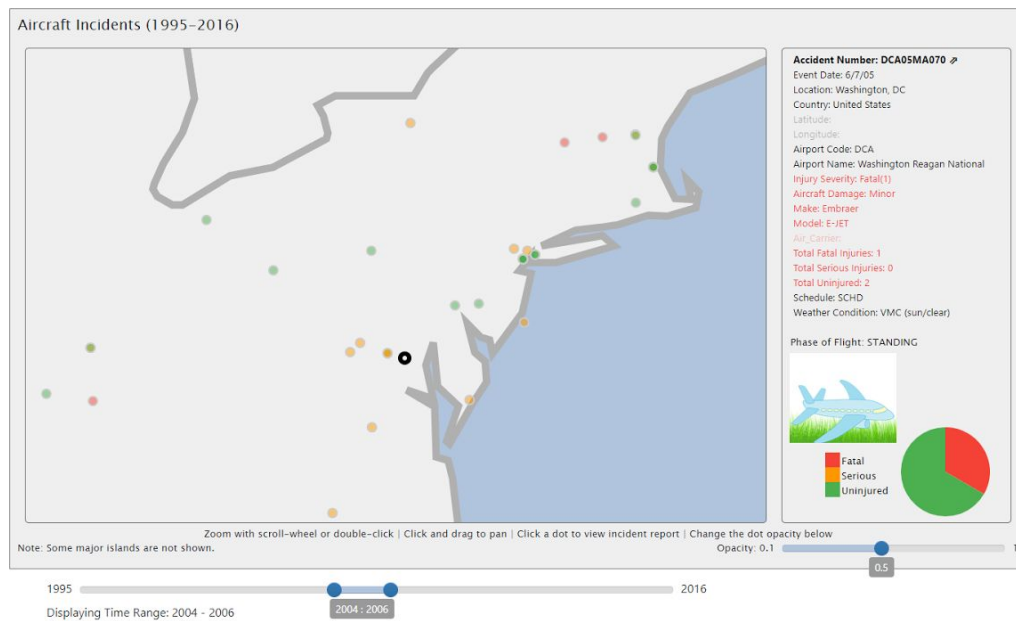 Aircraft Incidents (1995-2016)
Accident Number: DCA05MA070
Event Date: 6/7/05
Location: Washington, DC
Country: United States
Latitude:
Longitude:
Airport Code: DCA
Airport Name: Washington Reagan National
Injury Severity: Fatal(1)
Aircraft Damage: Minor
Make: Embraer
Model: E-JET
Air_Carrier:
Total Fatal Injuries: 1
Total Serious Injuries: 0
Total Uninjured: 2
Schedule: SCHD
Weather Condition: VMC (sun/clear)
Phase of Flight: STANDING
Fatal
Serious
Uninjured
Zoom with scroll-wheel or double-click | Click and drag to pan | Click a dot to view incident report | Change the dot opacity below
Note: Some major islands are not shown.
Opacity: 0.1
1
0.5
1995
2016
2004 : 2006
Displaying Time Range: 2004 - 2006